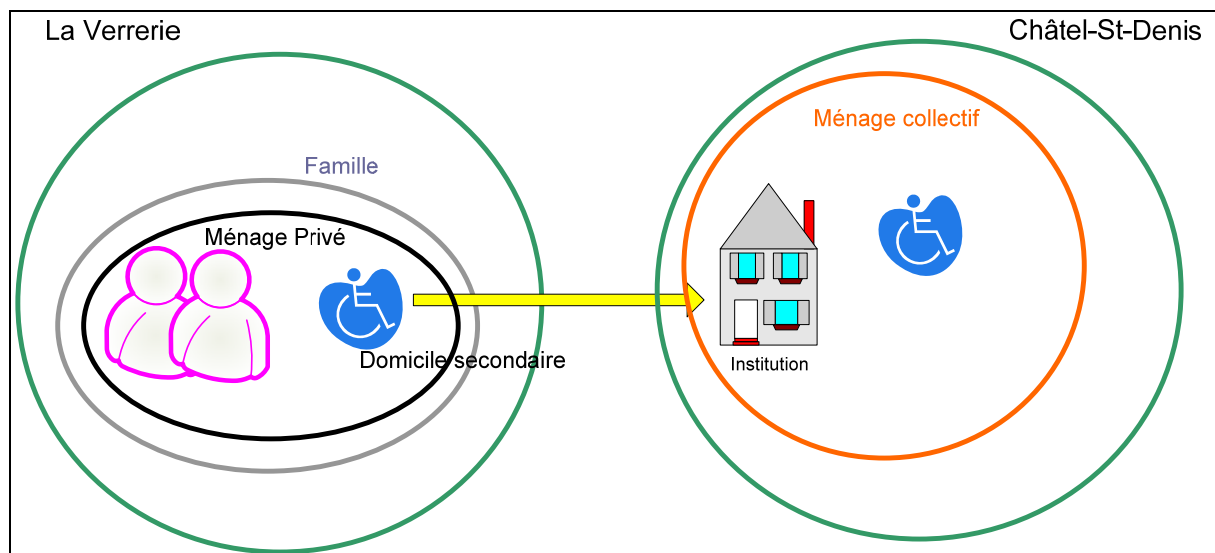 La Verrerie
Châtel-St-Denis
Ménage collectif
Famille
Ménage Privé
Domicile secondaire
Institution